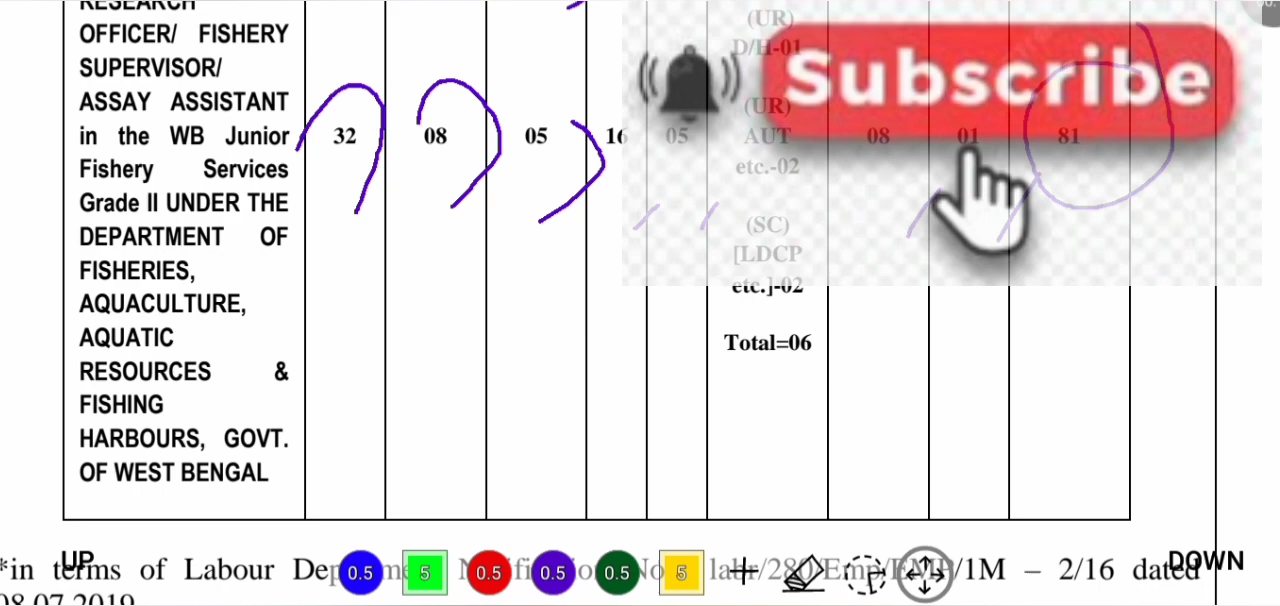 RESEARCH
OFFICER/ FISHERY
SUPERVISOR/
ASSAY ASSISTANT
in the WB Junior
Fishery Services
Grade II UNDER THE
DEPARTMENT OF
FISHERIES,
AQUACULTURE,
AQUATIC
RESOURCES &
FISHING
HARBOURS, GOVT.
OF WEST BENGAL
32 08 05 16 05
(UR)
D/H-01
(UR)
AUT
etc.-02
(SC)
[LDCP
etc.]-02
Total=06
08 01 81
Subscribe
*in terms of Labour labr/280/Emp/1M – 2/16 dated
08.07.2019
UP 0.5 5 0.5 0.5 0.5 5 DOWN